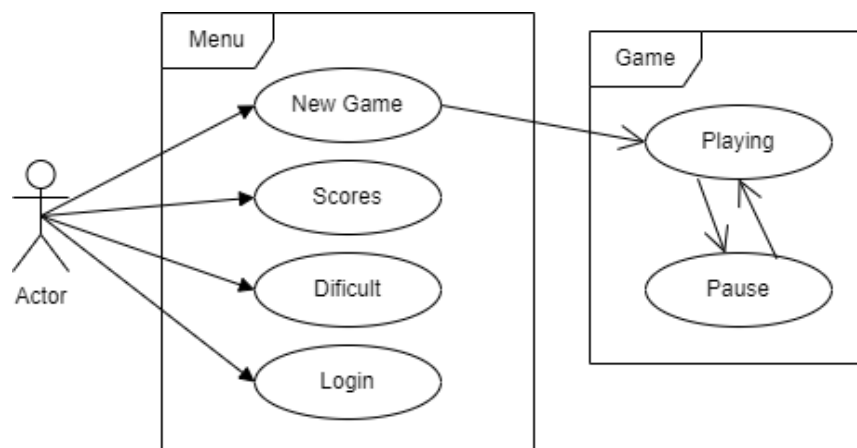 Menu
New Game
Scores
Dificult
Login
Actor
Game
Playing
Pause